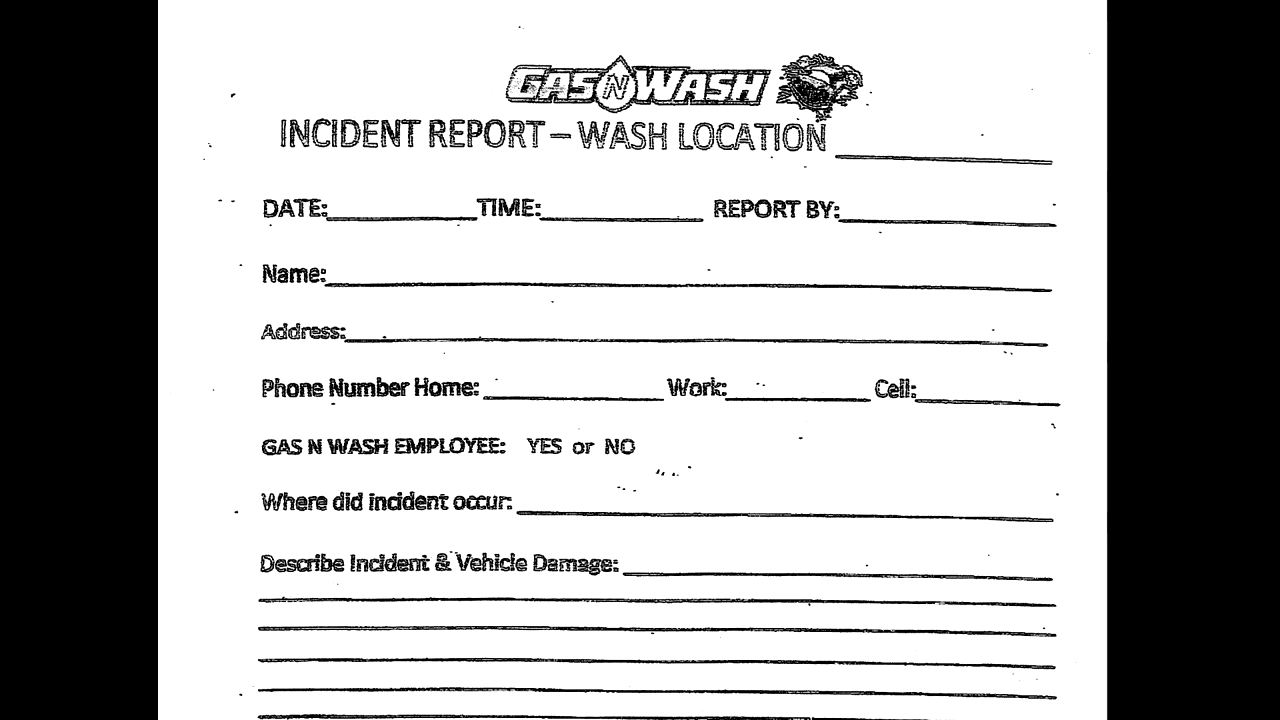 GAS N WASH
INCIDENT REPORT – WASH LOCATION
DATE: TIME: REPORT BY:
Name:
Address:
Phone Number Home: Work: Cell:
GAS N WASH EMPLOYEE: YES or NO
Where did incident occur:
Describe Incident & Vehicle Damage: